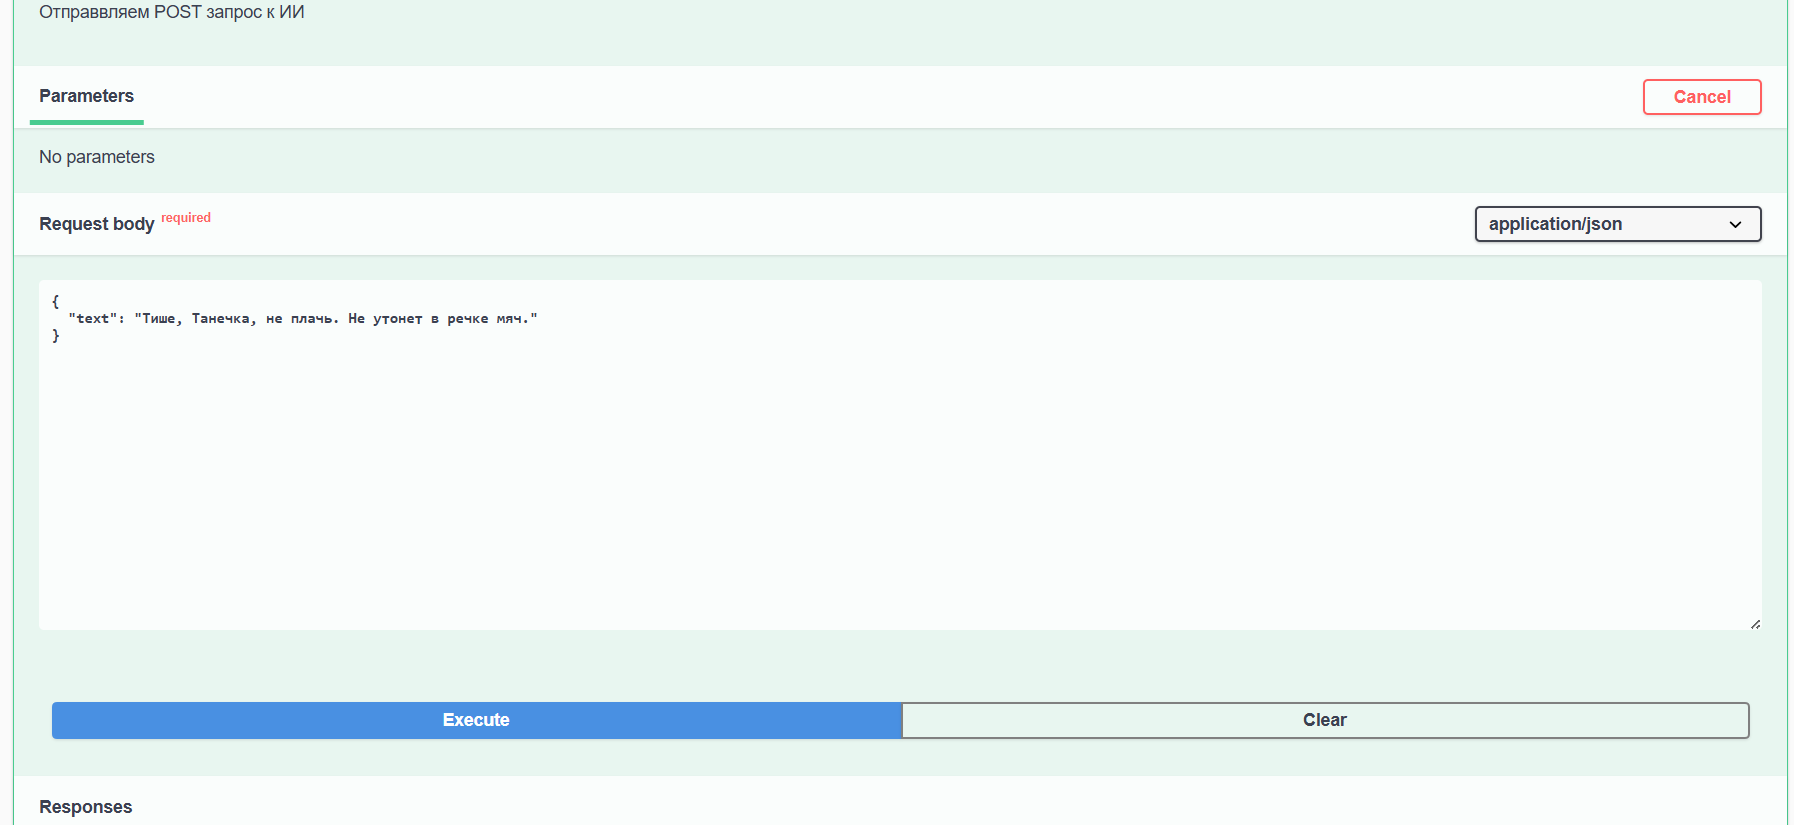 Отправвляем POST запрос к ИИ
Parameters
Cancel
No parameters
Request body required
application/json
{
"text": "Тише, Танечка, не плачь. Не утонет в речке мяч."
}
Execute
Clear
Responses